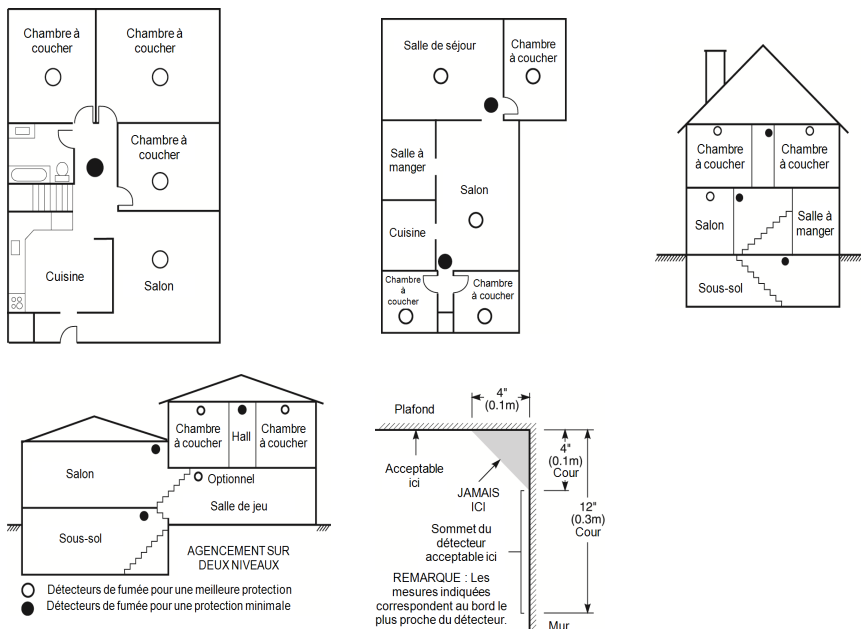 Chambre à
coucher
Chambre à
coucher
Chambre à
coucher
Cuisine
Salon
Salle de séjour
Chambre
à coucher
Salle à
manger
Salon
Cuisine
Chambre
à
coucher
Chambre
à coucher
Chambre
à coucher
Chambre
à coucher
Salon
Salle à
manger
Sous-sol
Chambre
à coucher
Hall
Chambre
à coucher
Salon
Optionnel
Salle de jeu
Sous-sol
AGENCEMENT SUR
DEUX NIVEAUX
Détecteurs de fumée pour une meilleure protection
Détecteurs de fumée pour une protection minimale
4"
(0.1m)
Plafond
Acceptable
ici
JAMAIS
ICI
4"
(0.1m)
Cour
12"
(0.3m)
Cour
Sommet du
détecteur
acceptable ici
REMARQUE : Les
mesures indiquées
correspondent au bord le
plus proche du détecteur.
Mur